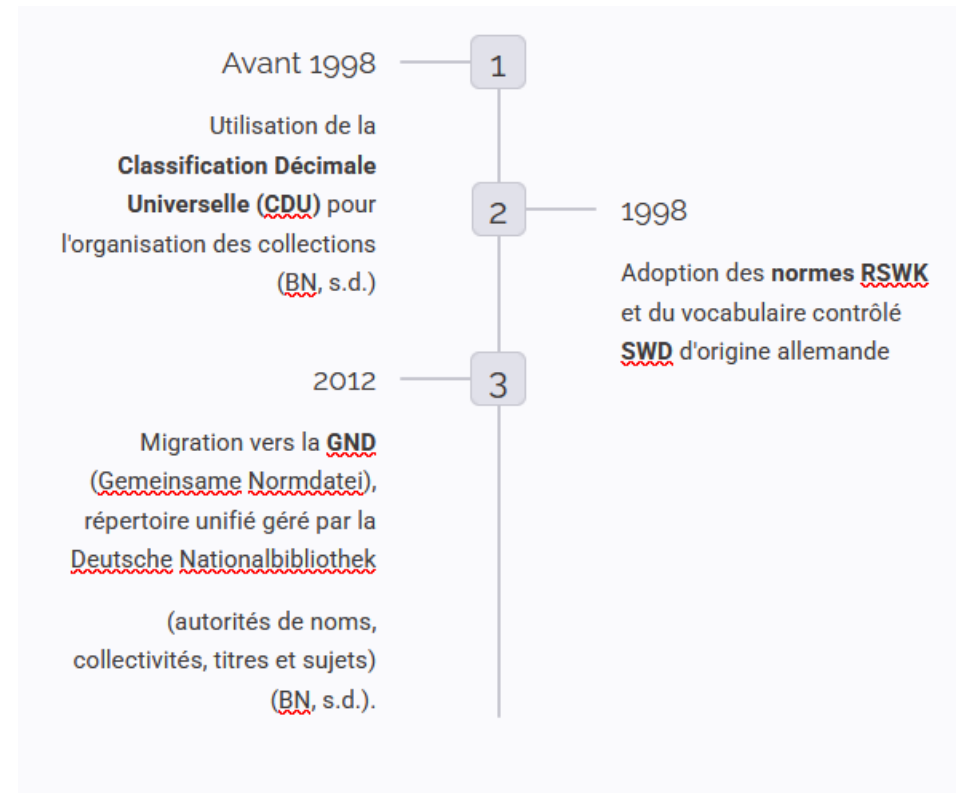 Avant 1998
1
Utilisation de la
Classification Décimale
Universelle (CDU) pour
l'organisation des collections
(BN, s.d.)
2
1998
Adoption des normes RSWK
et du vocabulaire contrôlé
SWD d'origine allemande
2012
3
Migration vers la GND
(Gemeinsame Normdatei),
répertoire unifié géré par la
Deutsche Nationalbibliothek
(autorités de noms,
collectivités, titres et sujets)
(BN, s.d.).